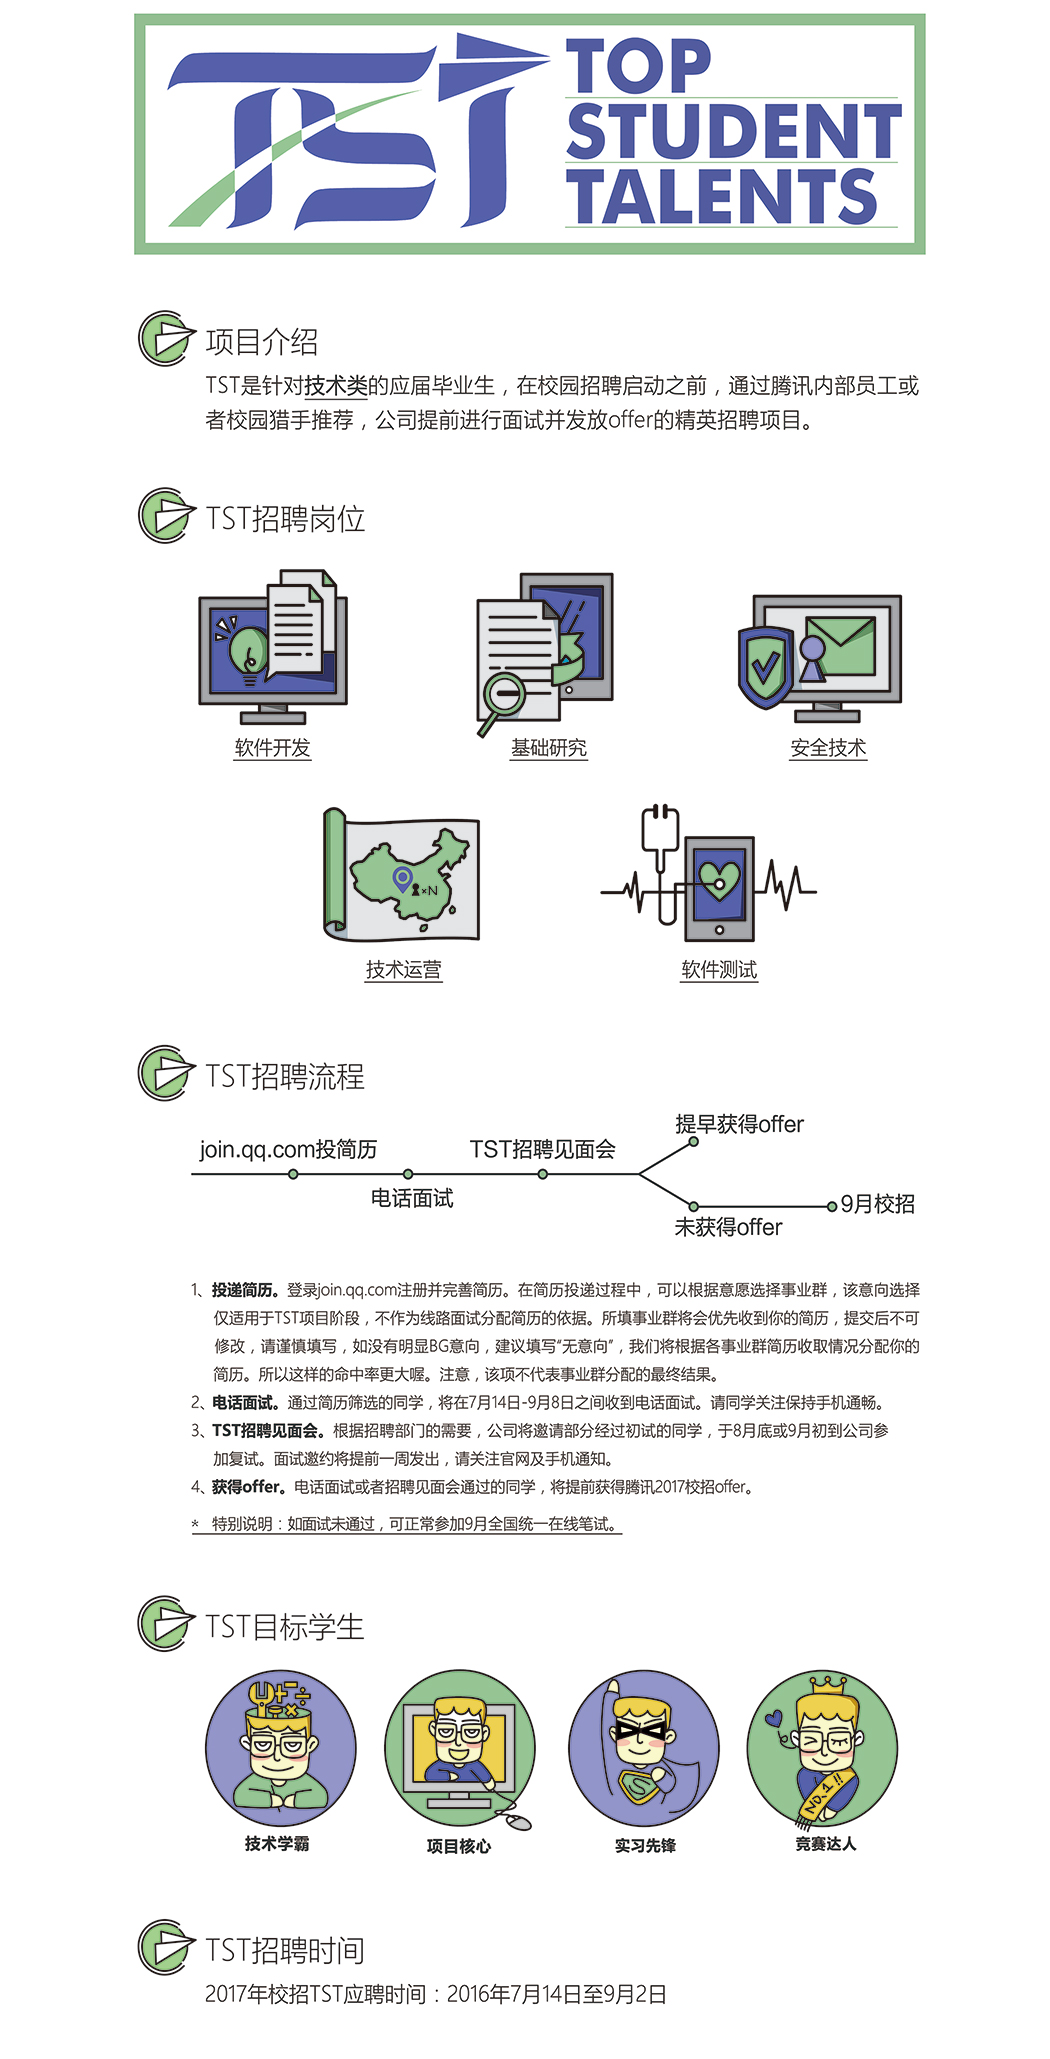 TST
TOP
STUDENT
TALENTS
项目介绍
TST是针对技术类的应届毕业生，在校园招聘启动之前，通过腾讯内部员工或
者校园猎手推荐，公司提前进行面试并发放offer的精英招聘项目。
TST招聘岗位
软件开发
基础研究
安全技术
×N
技术运营
软件测试
TST招聘流程
提早获得offer
join.qq.com投简历
TST招聘见面会
电话面试
9月校招
未获得offer
1、投递简历。登录join.qq.com注册并完善简历。在简历投递过程中，可以根据意愿选择事业群，该意向选择
仅适用于TST项目阶段，不作为线路面试分配简历的依据。所填事业群将会优先收到你的简历，提交后不可
修改，请谨慎填写，如没有明显BG意向，建议填写“无意向”，我们将根据各事业群简历收取情况分配你的
简历。所以这样的命中率更大喔。注意，该项不代表事业群分配的最终结果。
2、电话面试。通过简历筛选的同学，将在7月14日-9月8日之间收到电话面试。请同学关注保持手机通畅。
3、TST招聘见面会。根据招聘部门的需要，公司将邀请部分经过初试的同学，于8月底或9月初到公司参
加复试。面试邀约将提前一周发出，请关注官网及手机通知。
4、获得offer。电话面试或者招聘见面会通过的同学，将提前获得腾讯2017校招offer。
* 特别说明：如面试未通过，可正常参加9月全国统一在线笔试。
TST目标学生
S
NO.1 !!
技术学霸
项目核心
实习先锋
竞赛达人
TST招聘时间
2017年校招TST应聘时间：2016年7月14日至9月2日